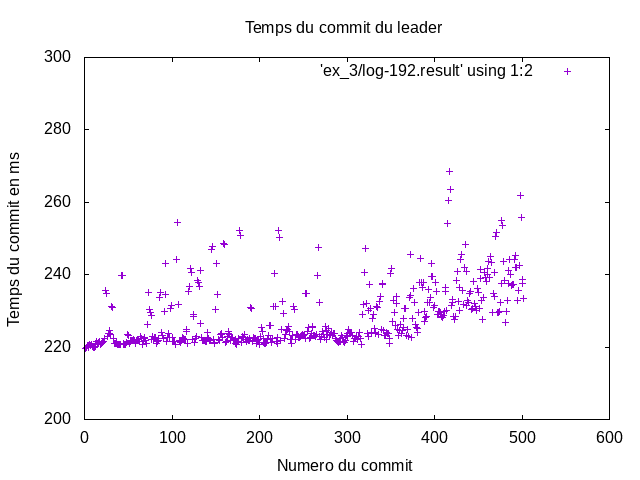 Temps du commit du leader
300
'ex_3/log-192.result' using 1:2
280
260
240
220
200
Temps du commit en ms
0 100 200 300 400 500 600
Numero du commit